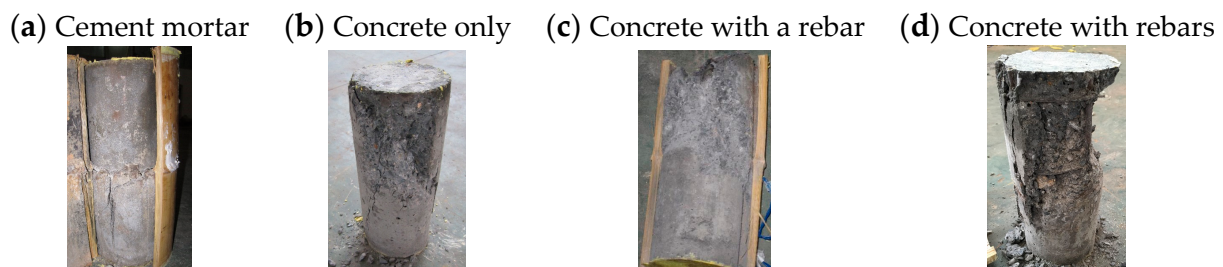 (a) Cement mortar (b) Concrete only (c) Concrete with a rebar (d) Concrete with rebars